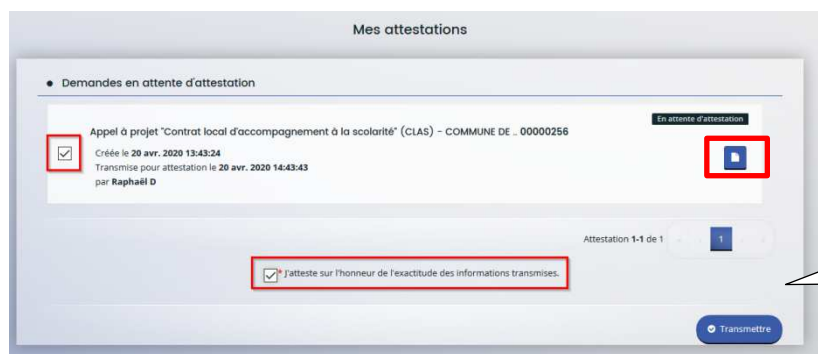 Mes attestations
Demandes en attente d'attestation
En attente d'attestation
Appel à projet "Contrat local d'accompagnement à la scolarité" (CLAS) - COMMUNE DE .. 00000256
Créée le 20 avr. 2020 13:43:24
Transmise pour attestation le 20 avr. 2020 14:43:43
par Raphaël D
Attestation 1-1 de 1 « ‹ 1 › »
* J'atteste sur l'honneur de l'exactitude des informations transmises.
Transmettre